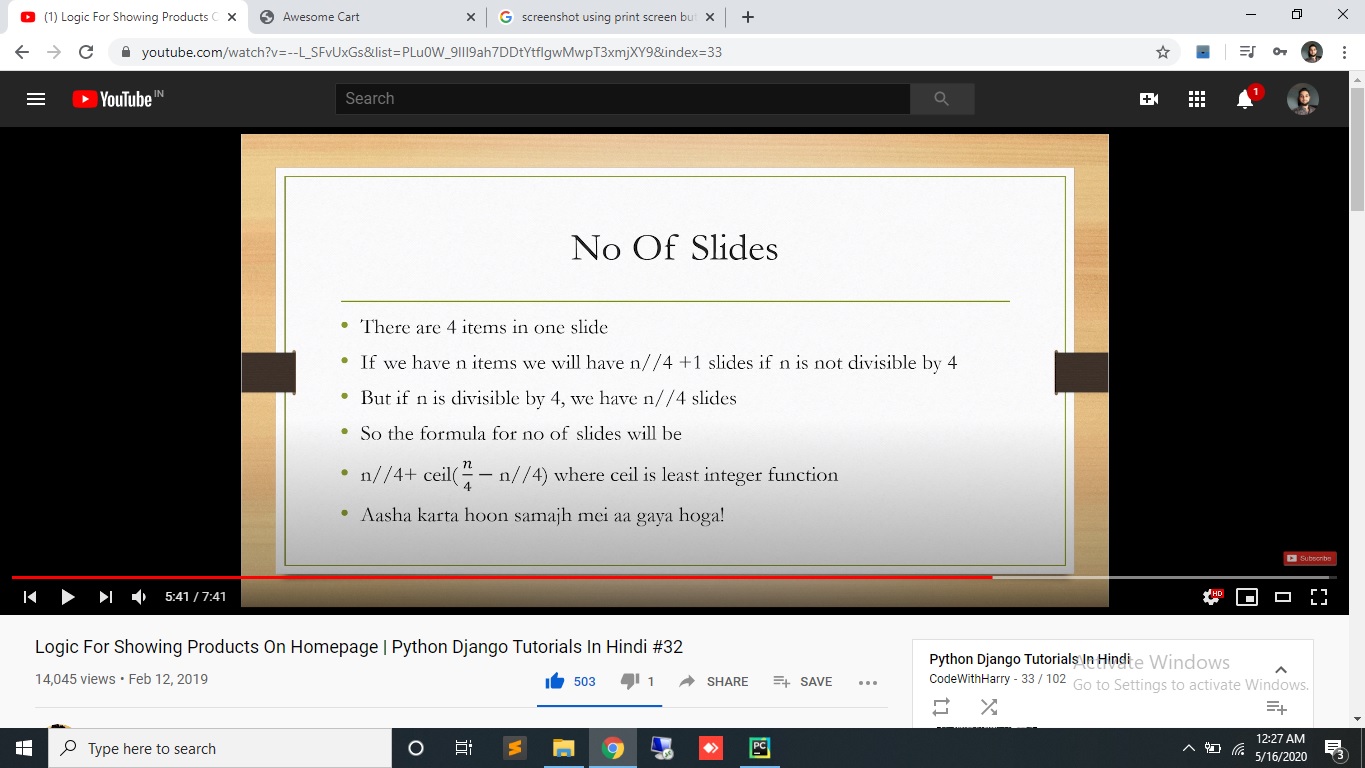 (1) Logic For Showing Products C
Awesome Cart
screenshot using print screen bu
youtube.com/watch?v=--L_SFvUxGs&list=PLu0W_9lII9ah7DDtYtflgwMwpT3xmjXY9&index=33
YouTube IN
Search
1
No Of Slides
• There are 4 items in one slide
• If we have n items we will have n//4 +1 slides if n is not divisible by 4
• But if n is divisible by 4, we have n//4 slides
• So the formula for no of slides will be
• n//4+ ceil(n/4 − n//4) where ceil is least integer function
• Aasha karta hoon samajh mei aa gaya hoga!
Subscribe
5:41 / 7:41
HD
Logic For Showing Products On Homepage | Python Django Tutorials In Hindi #32
14,045 views • Feb 12, 2019
503
1
SHARE
SAVE
Python Django Tutorials In Hindi
CodeWithHarry - 33 / 102
Activate Windows
Go to Settings to activate Windows.
Type here to search
PC
12:27 AM
5/16/2020
3